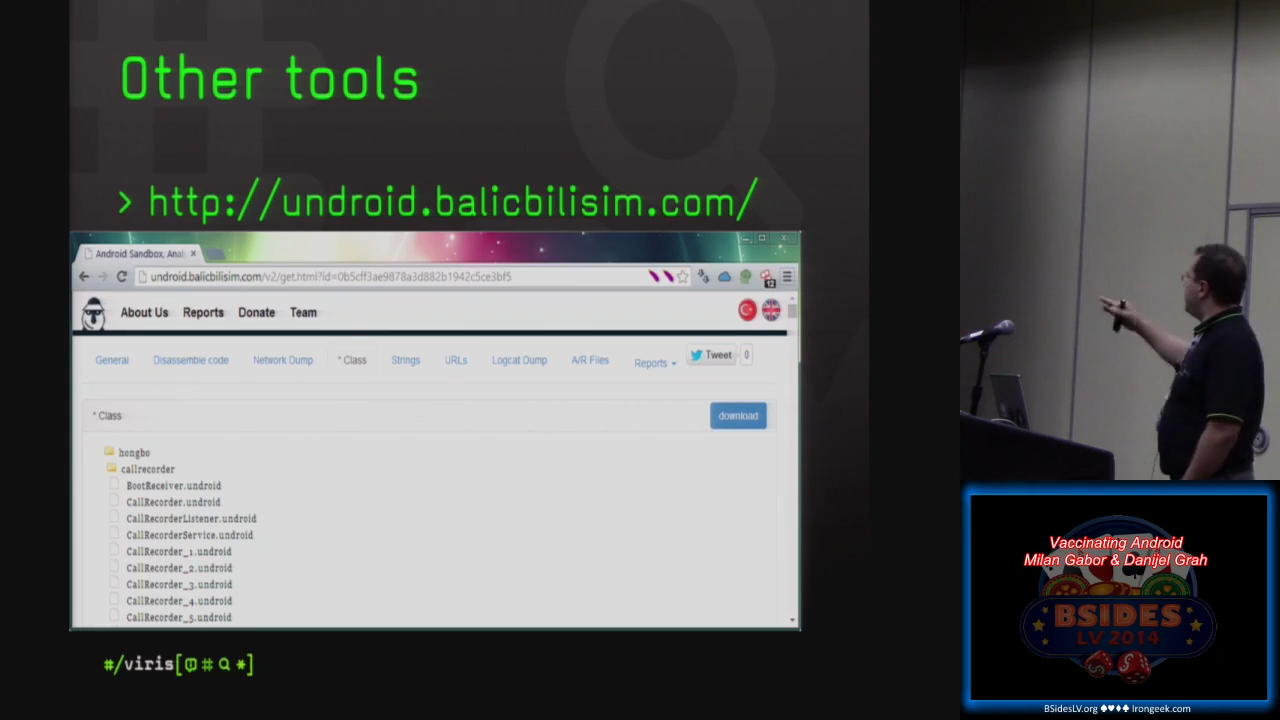 Other tools
> http://undroid.balicbilisim.com/
Android Sandbox, Anal
undroid.balicbilisim.com/v2/get.html?id=0b5cff3ae9878a3d882b1942c5ce3bf5
12
About Us Reports Donate Team
General Disassemble code Network Dump * Class Strings URLs Logcat Dump A/R Files Reports Tweet 0
* Class download
hongbo
callrecorder
BootReceiver.undroid
CallRecorder.undroid
CallRecorderListener.undroid
CallRecorderService.undroid
CallRecorder_1.undroid
CallRecorder_2.undroid
CallRecorder_3.undroid
CallRecorder_4.undroid
CallRecorder_5.undroid
#/viris[
Vaccinating Android
Milan Gabor & Danijel Grah
BSIDES
LV 2014
BSidesLV.org ♠♥♦♣ Irongeek.com